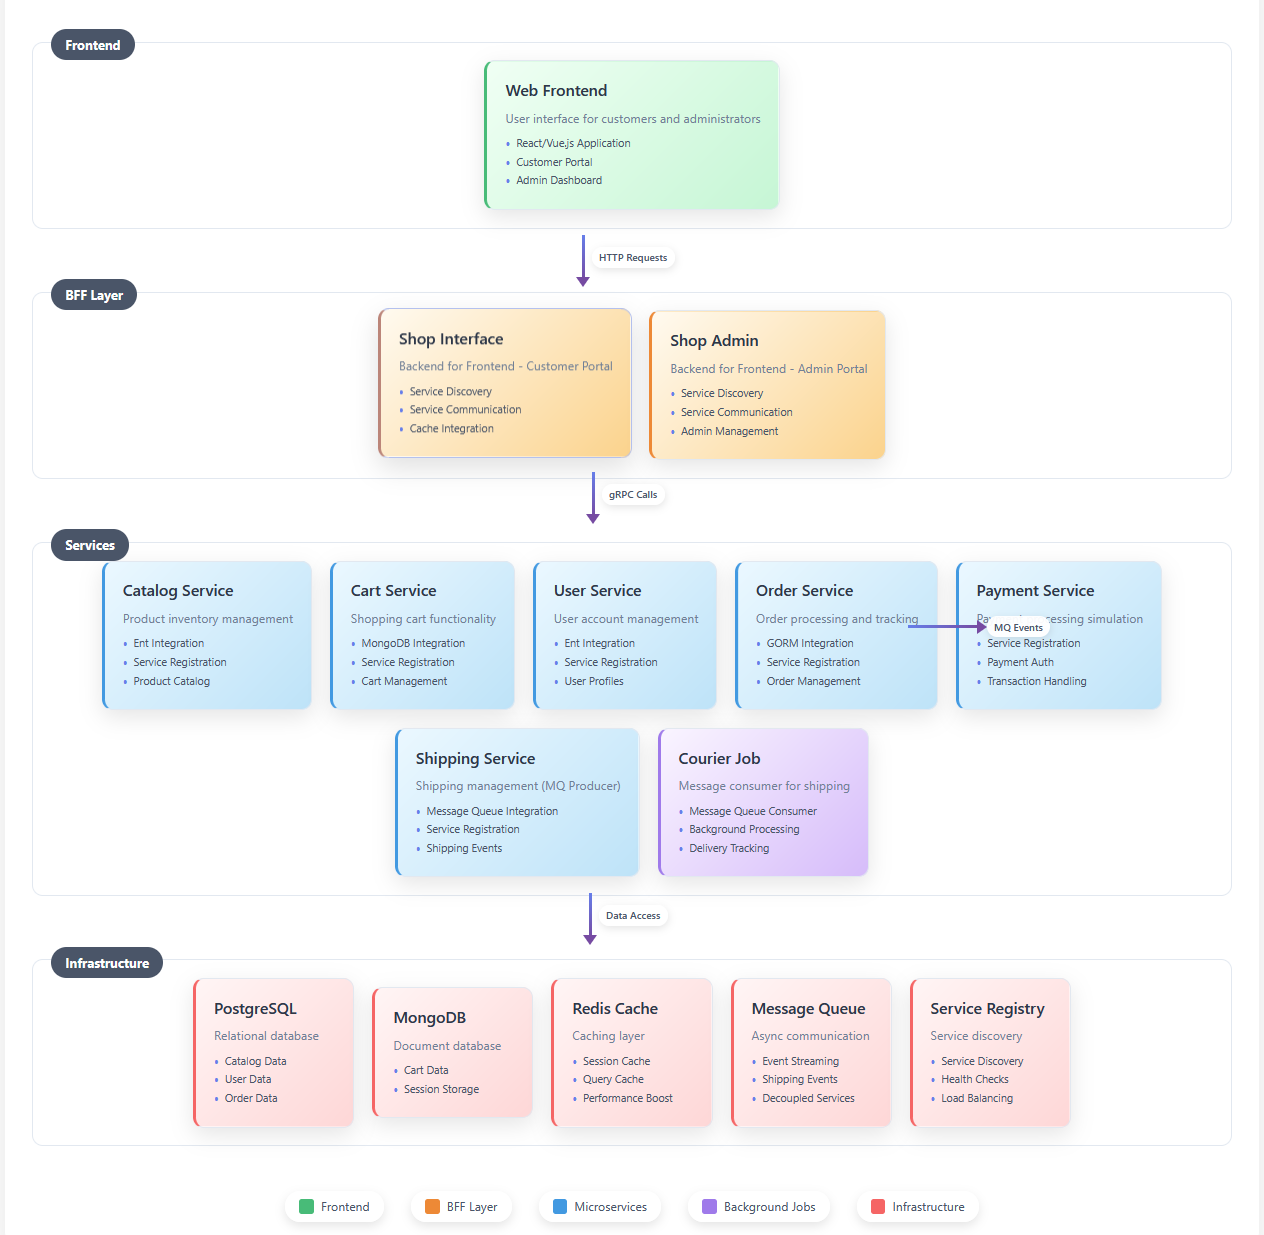 Frontend
Web Frontend
User interface for customers and administrators
React/Vue.js Application
Customer Portal
Admin Dashboard
HTTP Requests
BFF Layer
Shop Interface
Backend for Frontend - Customer Portal
Service Discovery
Service Communication
Cache Integration
Shop Admin
Backend for Frontend - Admin Portal
Service Discovery
Service Communication
Admin Management
gRPC Calls
Services
Catalog Service
Product inventory management
Ent Integration
Service Registration
Product Catalog
Cart Service
Shopping cart functionality
MongoDB Integration
Service Registration
Cart Management
User Service
User account management
Ent Integration
Service Registration
User Profiles
Order Service
Order processing and tracking
GORM Integration
Service Registration
Order Management
MQ Events
Payment Service
simulation
Service Registration
Payment Auth
Transaction Handling
Shipping Service
Shipping management (MQ Producer)
Message Queue Integration
Service Registration
Shipping Events
Courier Job
Message consumer for shipping
Message Queue Consumer
Background Processing
Delivery Tracking
Data Access
Infrastructure
PostgreSQL
Relational database
Catalog Data
User Data
Order Data
MongoDB
Document database
Cart Data
Session Storage
Redis Cache
Caching layer
Session Cache
Query Cache
Performance Boost
Message Queue
Async communication
Event Streaming
Shipping Events
Decoupled Services
Service Registry
Service discovery
Service Discovery
Health Checks
Load Balancing
Frontend
BFF Layer
Microservices
Background Jobs
Infrastructure